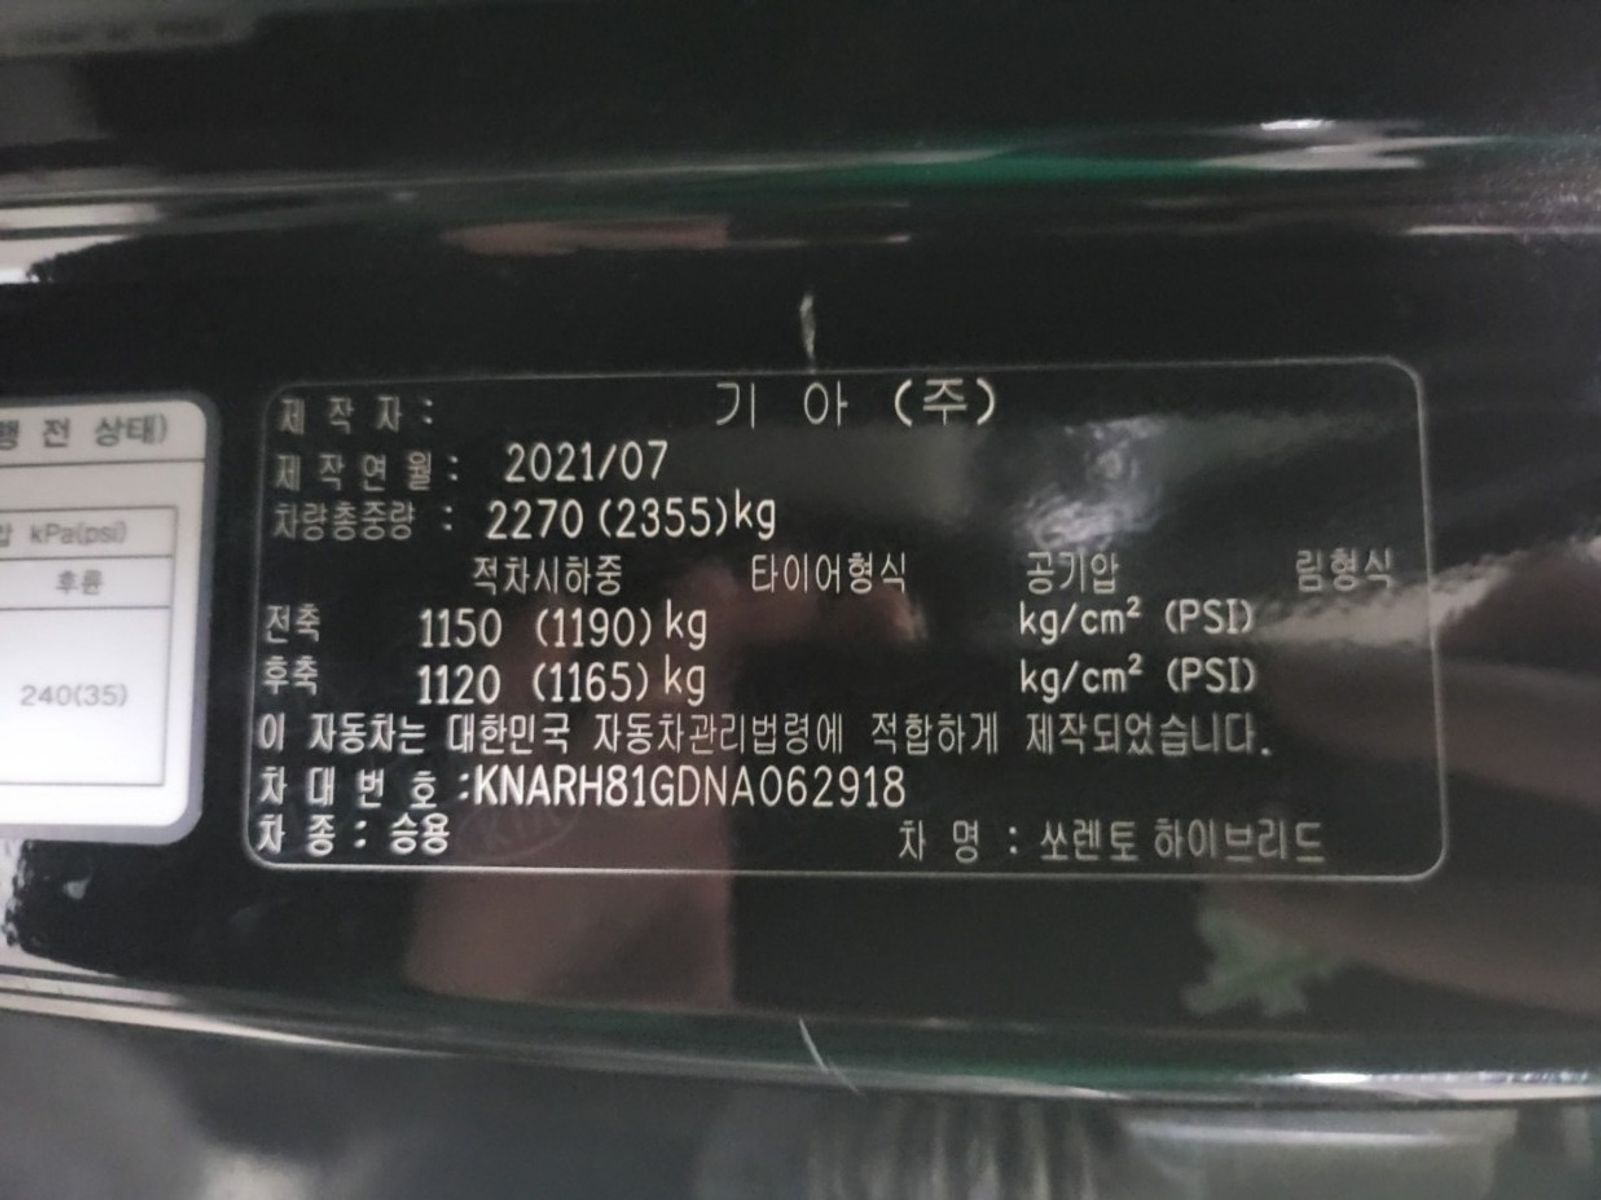 행 전 상태)
압 kPa(psi)
후륜
240(35)
제 작 자 : 기 아 (주)
제 작 연 월 : 2021/07
차량총중량 : 2270 (2355)kg
적차시하중 타이어형식 공기압 림형식
전축 1150 (1190) kg kg/cm² (PSI)
후축 1120 (1165) kg kg/cm² (PSI)
이 자동차는 대한민국 자동차관리법령에 적합하게 제작되었습니다.
차 대 번 호 :KNARH81GDNA062918
차 종 : 승용 차 명 : 쏘렌토 하이브리드